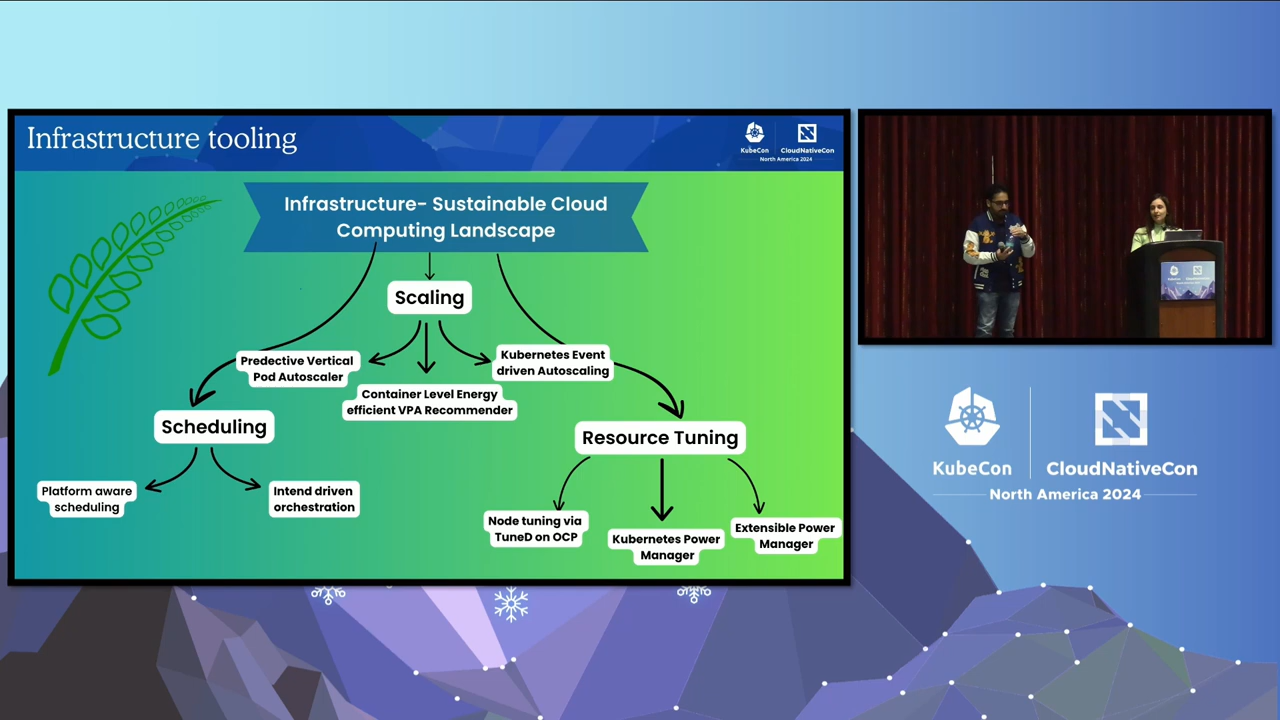 Infrastructure tooling
KubeCon
CloudNativeCon
North America 2024
Infrastructure- Sustainable Cloud
Computing Landscape
Scaling
Predective Vertical
Pod Autoscaler
Container Level Energy
efficient VPA Recommender
Kubernetes Event
driven Autoscaling
Scheduling
Platform aware
scheduling
Intend driven
orchestration
Resource Tuning
Node tuning via
TuneD on OCP
Kubernetes Power
Manager
Extensible Power
Manager
KubeCon
CloudNativeCon
North America 2024